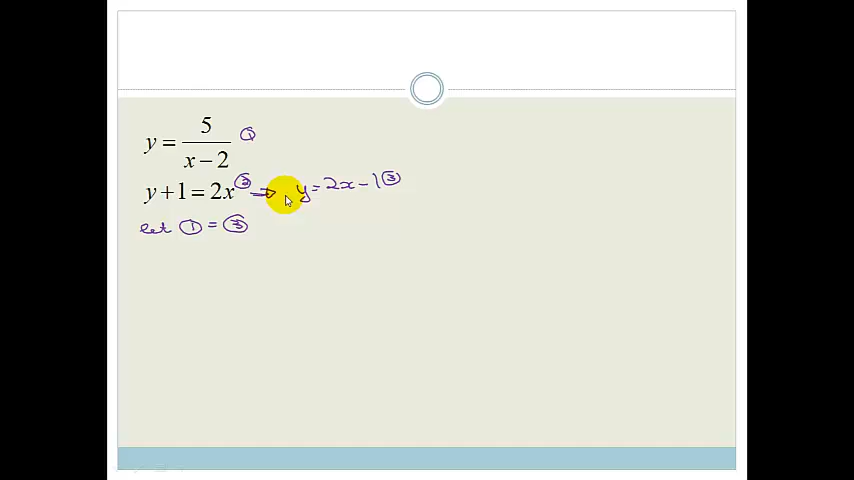 y = 5/(x − 2) ①
y + 1 = 2x ② ⇒ y = 2x − 1 ③
let ① = ③